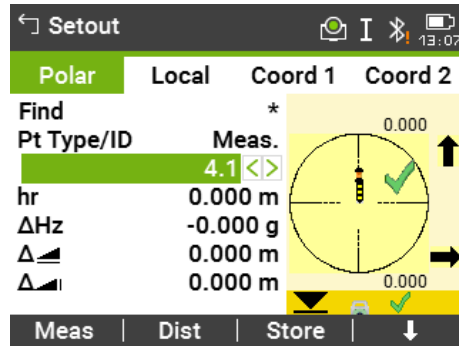 Setout
13:07
Polar Local Coord 1 Coord 2
Find *
Pt Type/ID Meas.
4.1
hr 0.000 m
ΔHz -0.000 g
Δ 0.000 m
Δ 0.000 m
0.000
0.000
Meas Dist Store